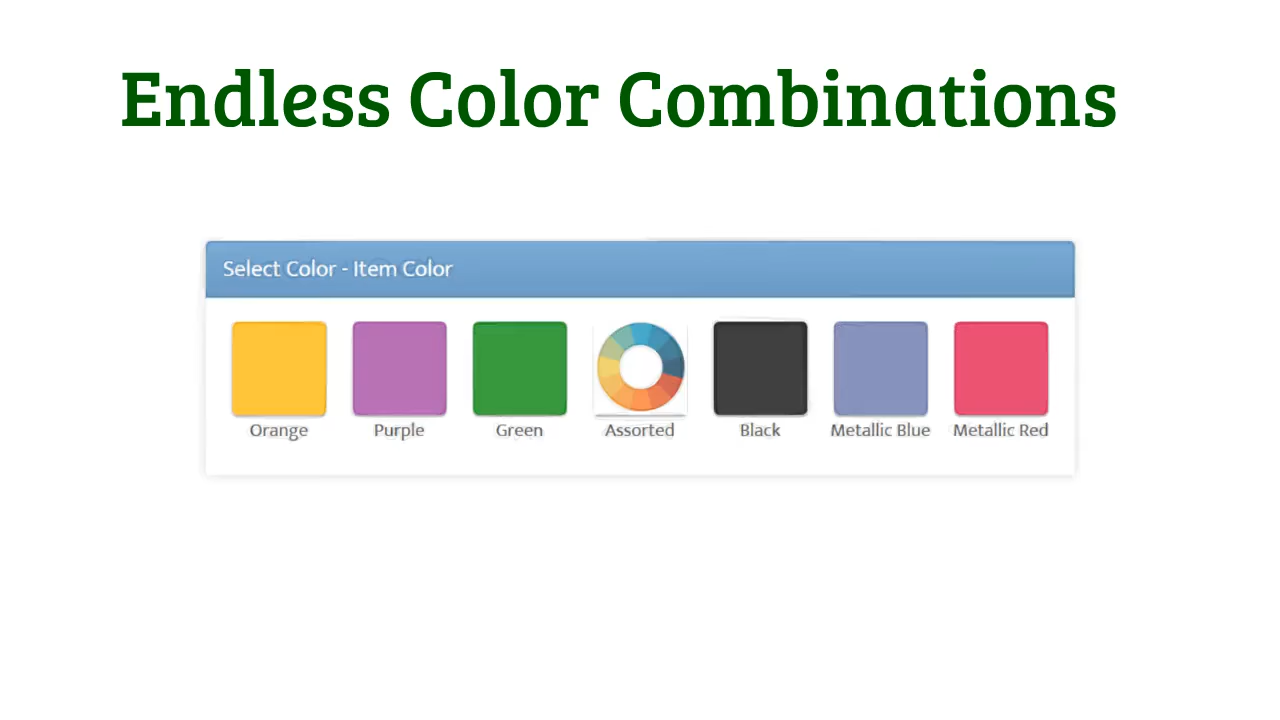 Endless Color Combinations
Select Color - Item Color
Orange Purple Green Assorted Black Metallic Blue Metallic Red